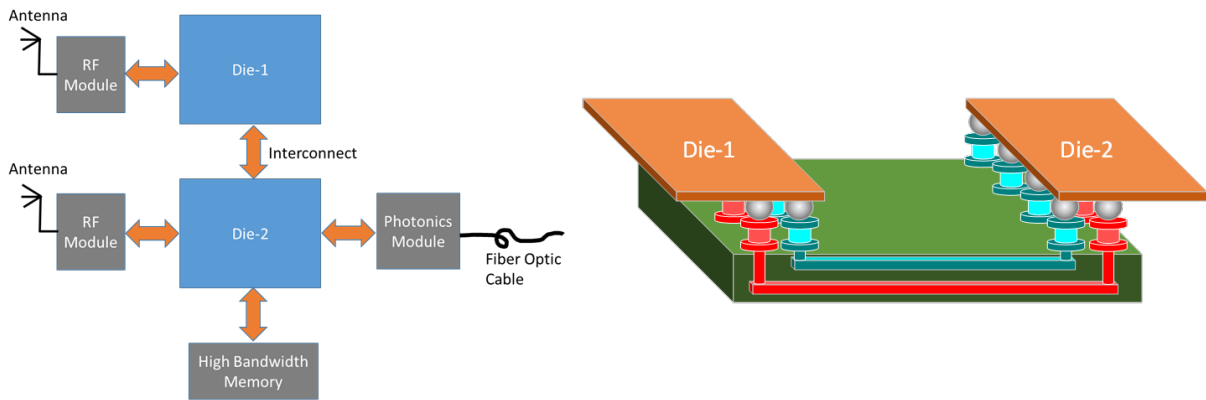 Antenna
RF
Module
Die-1
Interconnect
Antenna
RF
Module
Die-2
Photonics
Module
Fiber Optic
Cable
High Bandwidth
Memory
Die-1
Die-2